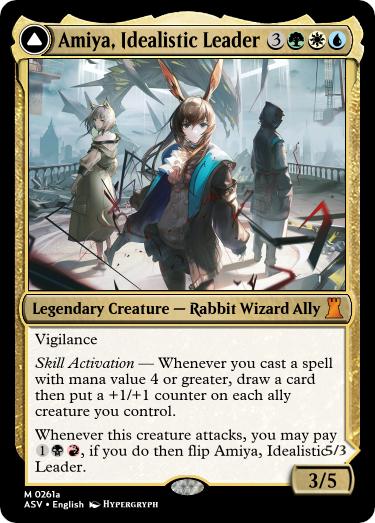 Amiya, Idealistic Leader 3
Legendary Creature — Rabbit Wizard Ally
Vigilance
Skill Activation — Whenever you cast a spell
with mana value 4 or greater, draw a card
then put a +1/+1 counter on each ally
creature you control.
Whenever this creature attacks, you may pay
1, if you do then flip Amiya, Idealistic
5/3
Leader.
3/5
M 0261a
ASV • English HYPERGRYPH